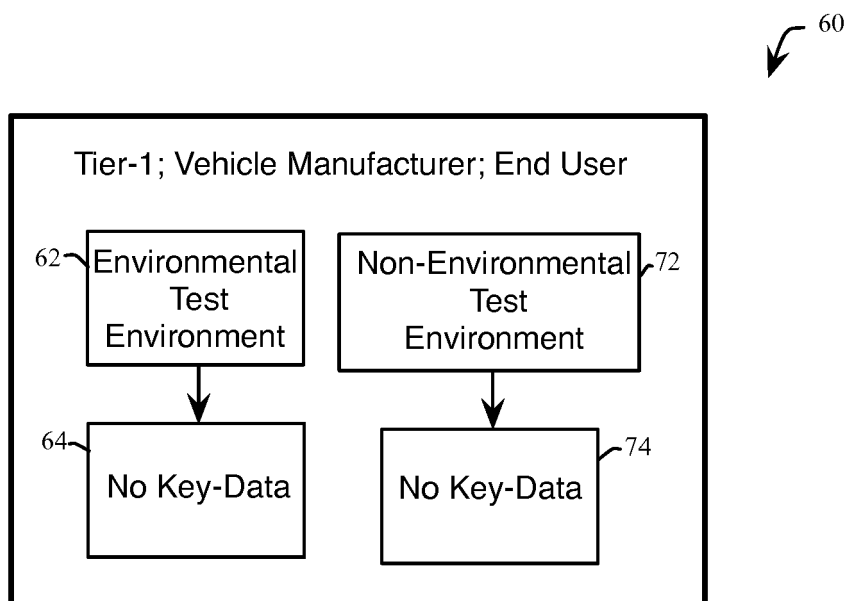 60
Tier-1; Vehicle Manufacturer; End User
62
Environmental
Test
Environment
Non-Environmental
Test
Environment
72
64
No Key-Data
No Key-Data
74